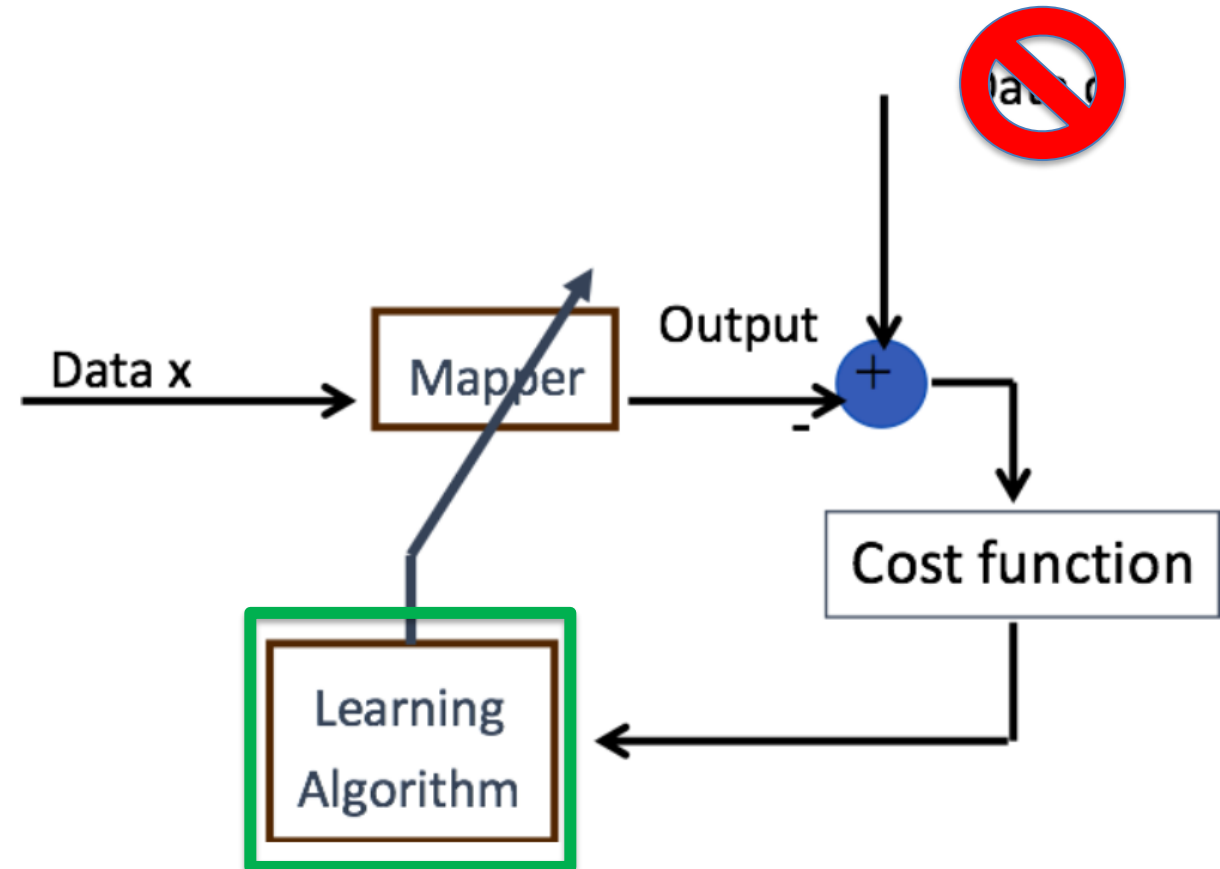 Data x
Mapper
Output
+
-
Cost function
Learning
Algorithm